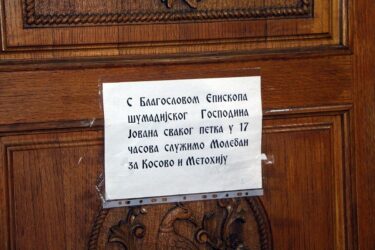 С Благословом Епископа
шумадијског Господина
Јована сваког петка у 17
часова служимо Молебан
за Косово и Метохију